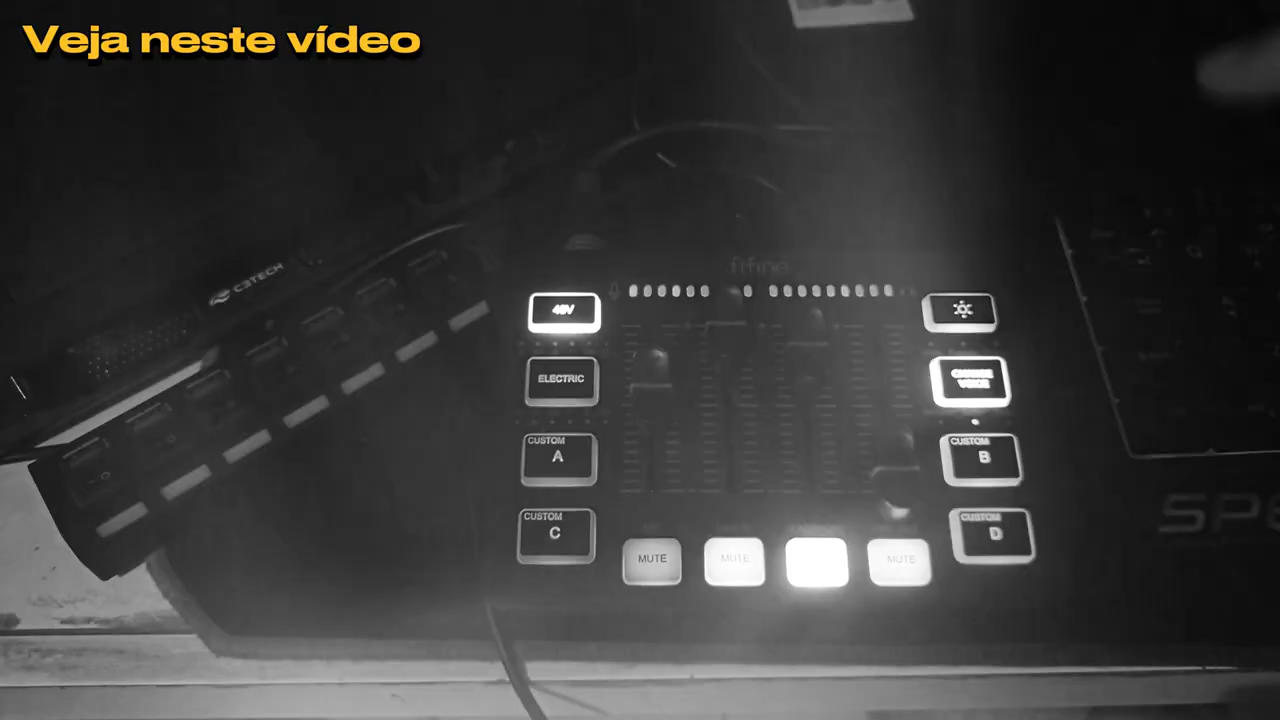 Veja neste vídeo
C3TECH
fifine
48V
ELECTRIC
CHANGE
VOICE
CUSTOM
A
CUSTOM
B
CUSTOM
C
CUSTOM
D
MUTE
MUTE
MUTE